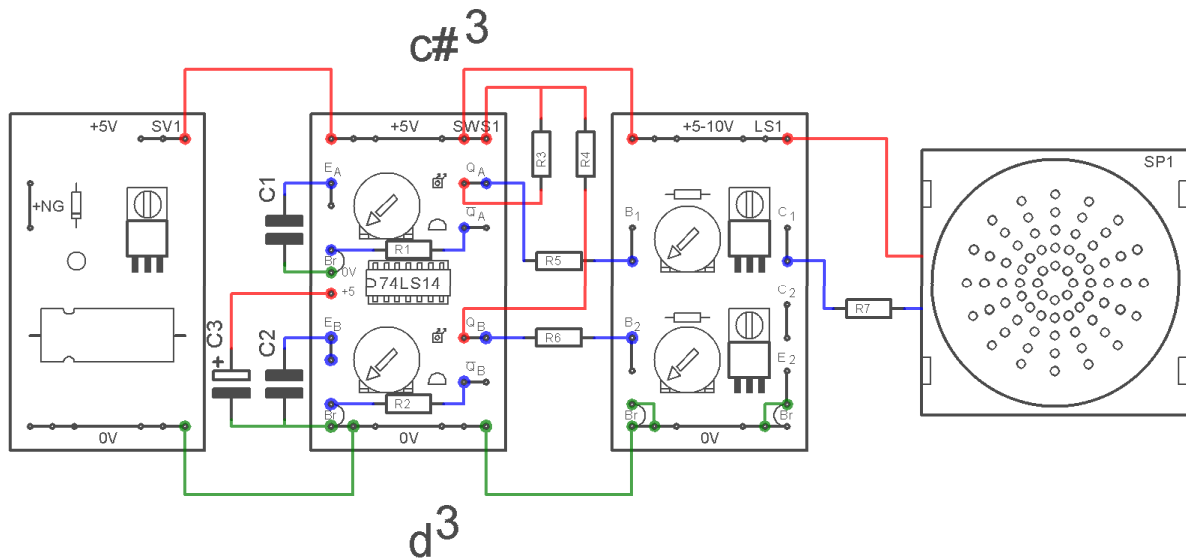 c#3
+5V SV1
+NG
0V
C3
+
C1
C2
+5V SWS1
EA
QA
QA
R1
Br
0V
+5
74LS14
EB
QB
QB
R2
Br
0V
R3
R4
R5
R6
+5-10V LS1
B1
C1
C2
B2
E2
Br
Br
0V
R7
SP1
d3